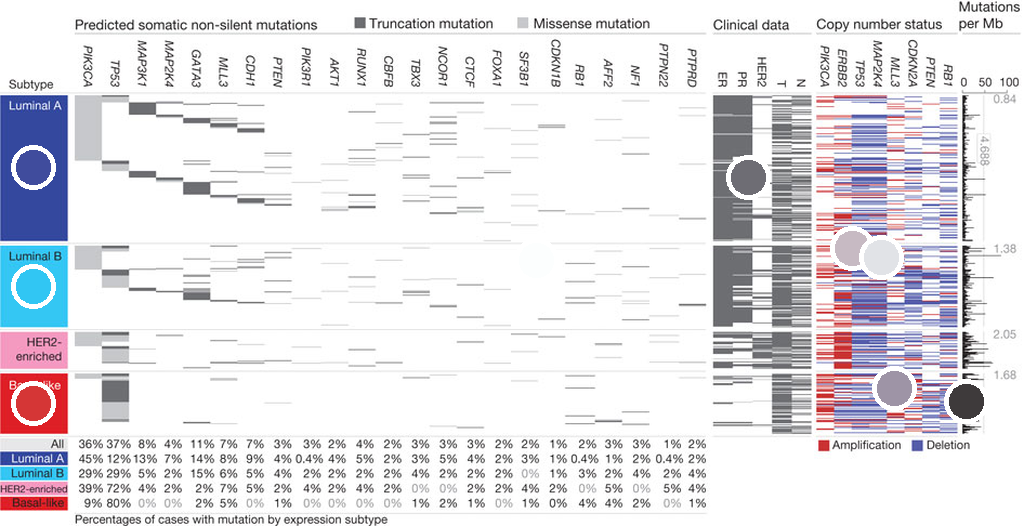 Predicted somatic non-silent mutations
Truncation mutation
Missense mutation
Clinical data
Copy number status
Mutations
per Mb
Subtype
PIK3CA
TP53
MAP3K1
MAP2K4
GATA3
MLL3
CDH1
PTEN
PIK3R1
AKT1
RUNX1
CBFB
TBX3
NCOR1
CTCF
FOXA1
SF3B1
CDKN1B
RB1
AFF2
NF1
PTPN22
PTPRD
ER
PR
HER2
T
N
PIK3CA
ERBB2
TP53
MAP2K4
MLL3
CDKN2A
PTEN
RB1
0 50 100
Luminal A
0.84
4.688
Luminal B
1.38
HER2-
enriched
2.05
Basal-like
1.68
All 36% 37% 8% 4% 11% 7% 7% 3% 3% 2% 4% 2% 3% 3% 3% 2% 2% 1% 2% 3% 3% 1% 2%
Luminal A 45% 12% 13% 7% 14% 8% 9% 4% 0.4% 4% 5% 2% 3% 5% 4% 2% 3% 1% 0.4% 2% 2% 0.4% 2%
Luminal B 29% 29% 5% 2% 15% 6% 5% 4% 2% 2% 2% 2% 4% 2% 2% 4% 0% 1% 3% 2% 4% 2% 4%
HER2-enriched 39% 72% 4% 2% 2% 7% 5% 2% 4% 2% 4% 2% 0% 0% 2% 2% 4% 2% 0% 5% 0% 5% 4%
Basal-like 9% 80% 0% 0% 2% 5% 0% 1% 0% 0% 0% 0% 1% 2% 1% 0% 1% 0% 4% 4% 2% 0% 1%
Percentages of cases with mutation by expression subtype
Amplification
Deletion